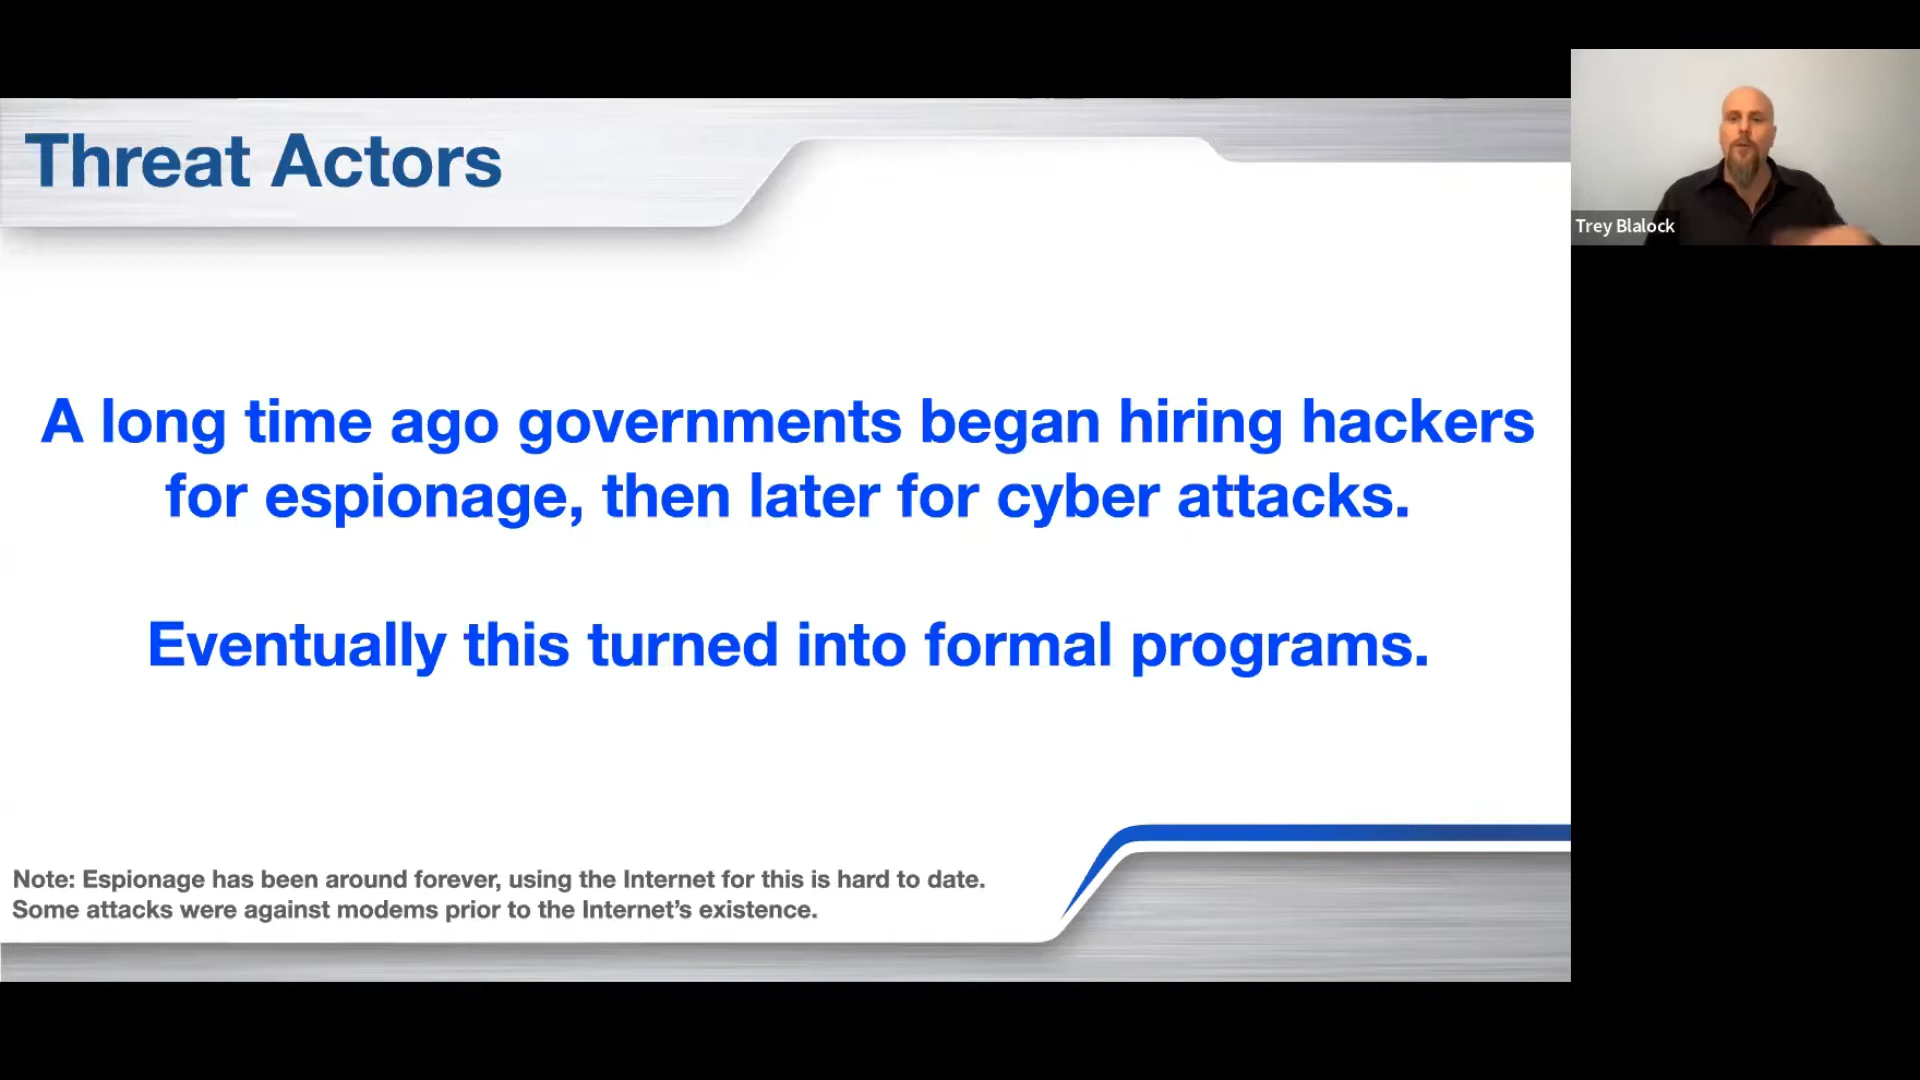 Threat Actors
Trey Blalock
A long time ago governments began hiring hackers
for espionage, then later for cyber attacks.
Eventually this turned into formal programs.
Note: Espionage has been around forever, using the Internet for this is hard to date.
Some attacks were against modems prior to the Internet’s existence.